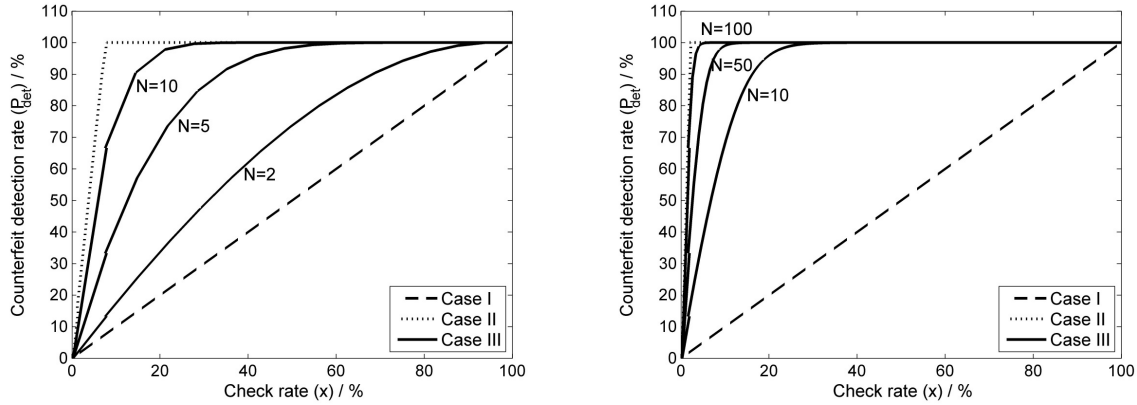 110
100
90
80
70
60
50
40
30
20
10
0
Counterfeit detection rate (P_det) / %
N=10
N=5
N=2
Case I
Case II
Case III
0 20 40 60 80 100
Check rate (x) / %
110
100
90
80
70
60
50
40
30
20
10
0
Counterfeit detection rate (P_det) / %
N=100
N=50
N=10
Case I
Case II
Case III
0 20 40 60 80 100
Check rate (x) / %